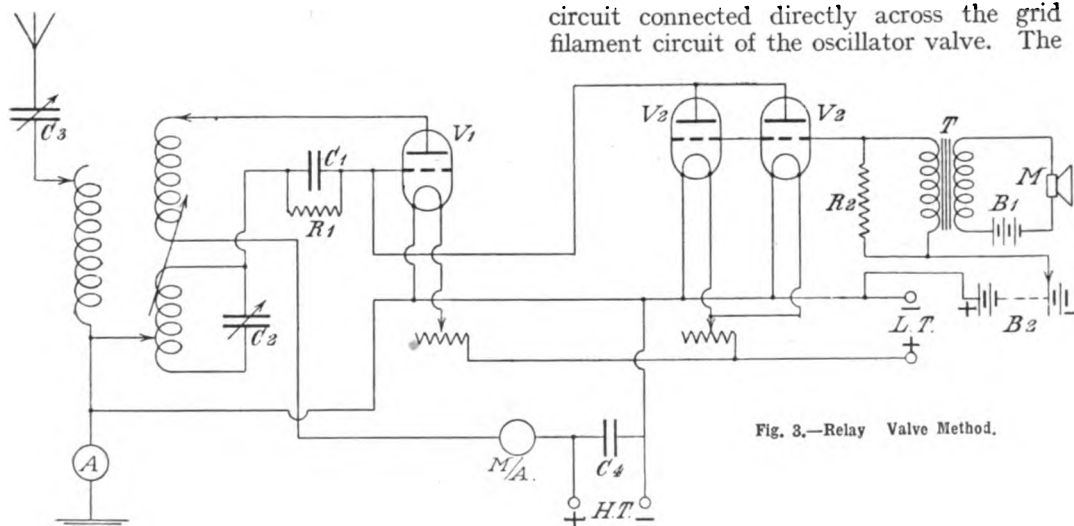 circuit connected directly across the grid
filament circuit of the oscillator valve. The
C3
V1
V2
V2
T
C1
M
R1
R2
B1
C2
L.T.
−
+
+
B2
−
A
M/A.
C4
+
H.T.
−
Fig. 3.—Relay Valve Method.